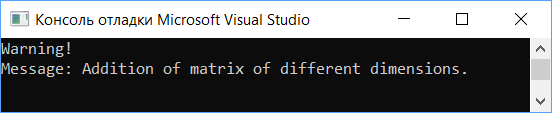 Консоль отладки Microsoft Visual Studio
Warning!
Message: Addition of matrix of different dimensions.